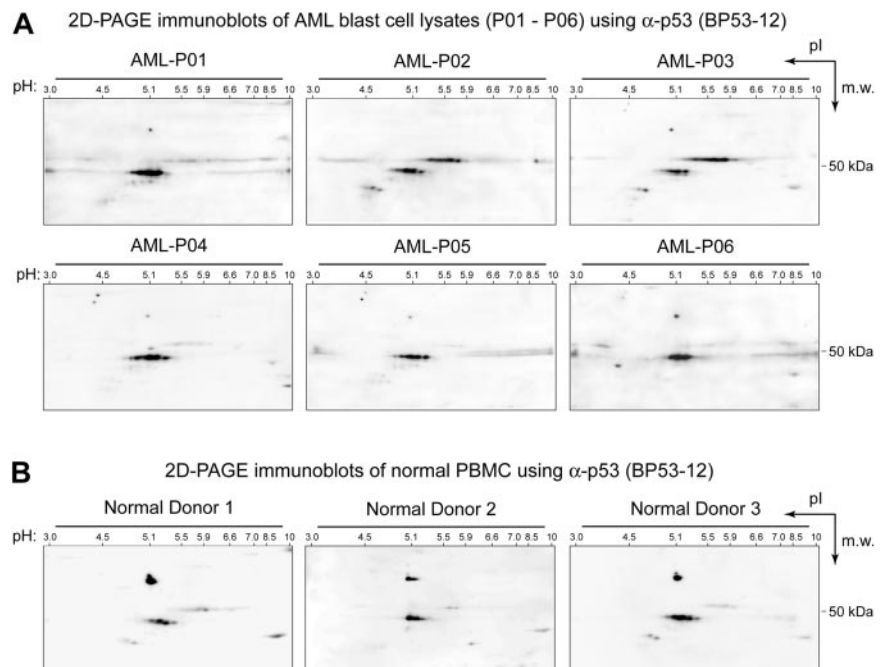 A 2D-PAGE immunoblots of AML blast cell lysates (P01 - P06) using α-p53 (BP53-12)
AML-P01 AML-P02 AML-P03 pI
pH: 3.0 4.5 5.1 5.5 5.9 6.6 7.0 8.5 10 3.0 4.5 5.1 5.5 5.9 6.6 7.0 8.5 10 3.0 4.5 5.1 5.5 5.9 6.6 7.0 8.5 10 m.w.
50 kDa
AML-P04 AML-P05 AML-P06
pH: 3.0 4.5 5.1 5.5 5.9 6.6 7.0 8.5 10 3.0 4.5 5.1 5.5 5.9 6.6 7.0 8.5 10 3.0 4.5 5.1 5.5 5.9 6.6 7.0 8.5 10
50 kDa
B 2D-PAGE immunoblots of normal PBMC using α-p53 (BP53-12)
Normal Donor 1 Normal Donor 2 Normal Donor 3 pI
pH: 3.0 4.5 5.1 5.5 5.9 6.6 7.0 8.5 10 3.0 4.5 5.1 5.5 5.9 6.6 7.0 8.5 10 3.0 4.5 5.1 5.5 5.9 6.6 7.0 8.5 10 m.w.
50 kDa